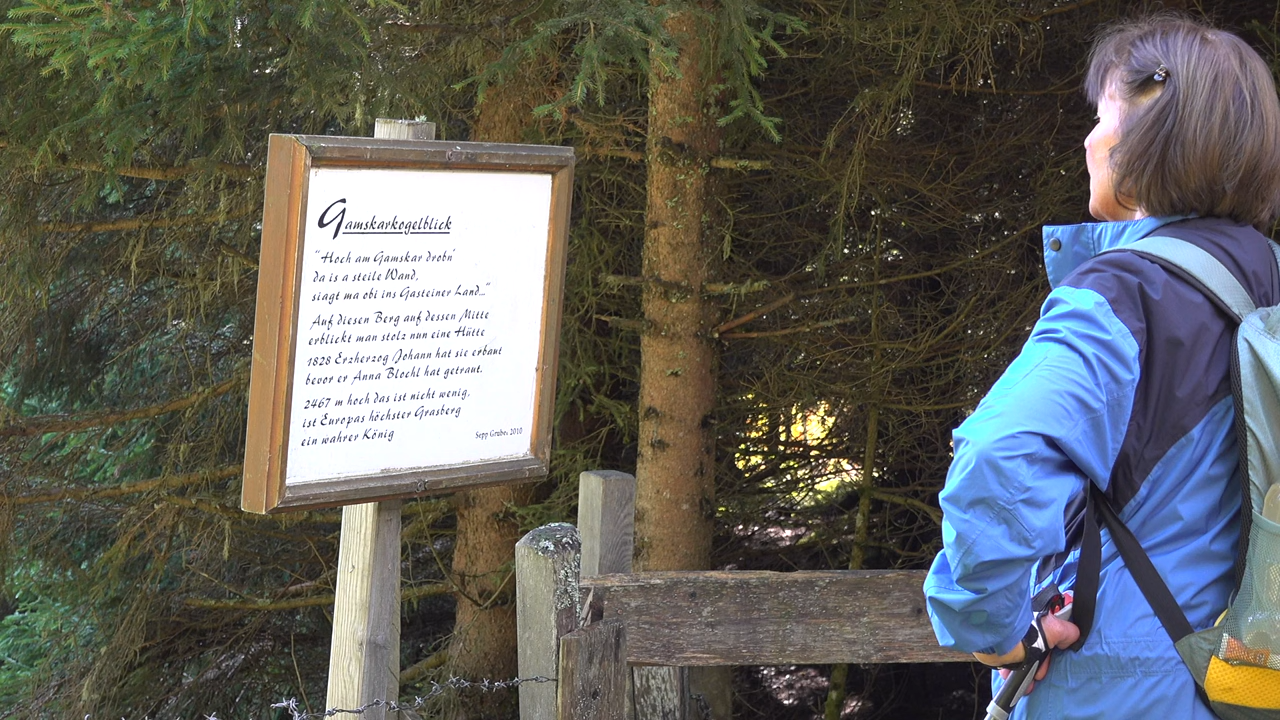 Gamskarkogelblick
"Hoch am Gamskar drobn'
da is a steile Wand,
siagt ma obi ins Gasteiner Land..."
Auf diesen Berg auf dessen Mitte
erblickt man stolz nun eine Hütte
1828 Erzherzog Johann hat sie erbaut
bevor er Anna Blochl hat getraut.
2467 m hoch das ist nicht wenig,
ist Europas höchster Grasberg
ein wahrer König
Sepp Gruber 2010